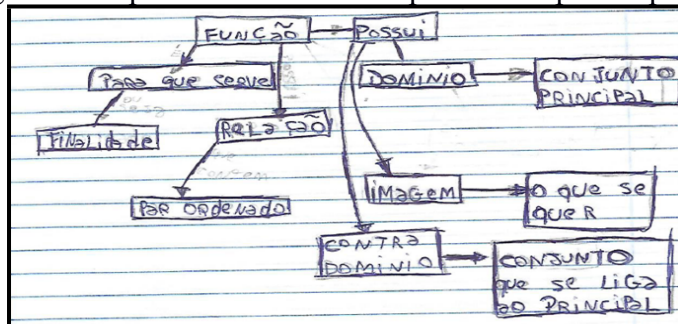 FUNCÃO
POSSUI
Para que serve
DOMINIO
CONJUNTO
PRINCIPAL
FINALidade
RELAÇÃO
Par ORdeNado
iMaGeM
O que se
queR
CONTRA
DOMINIO
CONJUNTO
que se LIGa
ao PRINCIPAL